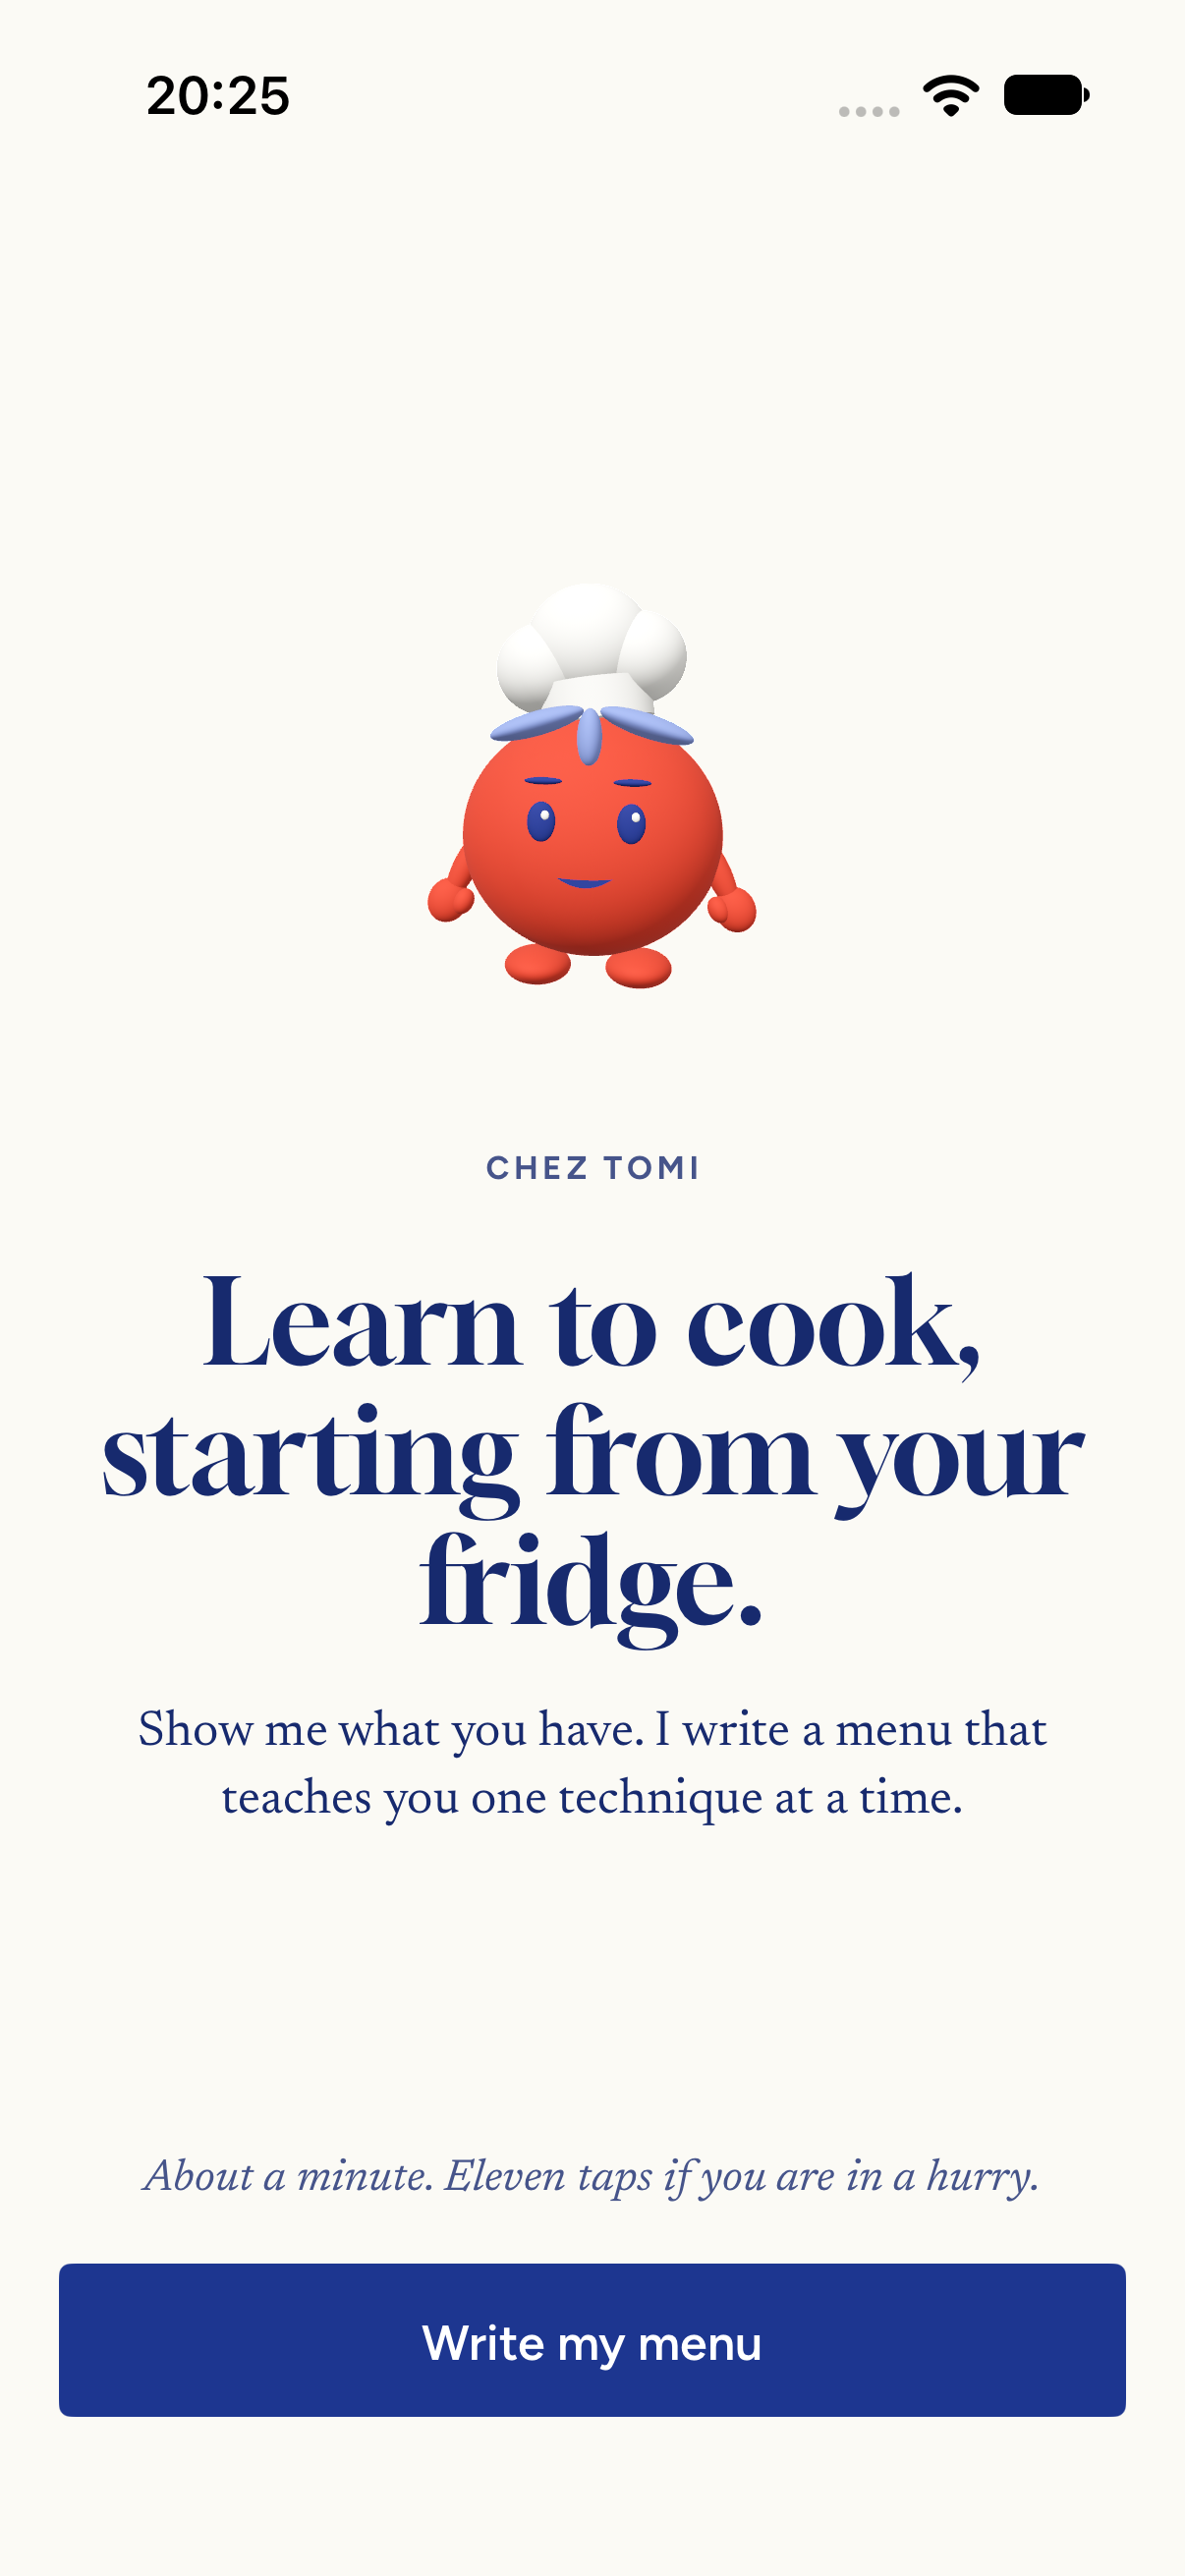 20:25
CHEZ TOMI
Learn to cook,
starting from your
fridge.
Show me what you have. I write a menu that
teaches you one technique at a time.
About a minute. Eleven taps if you are in a hurry.
Write my menu